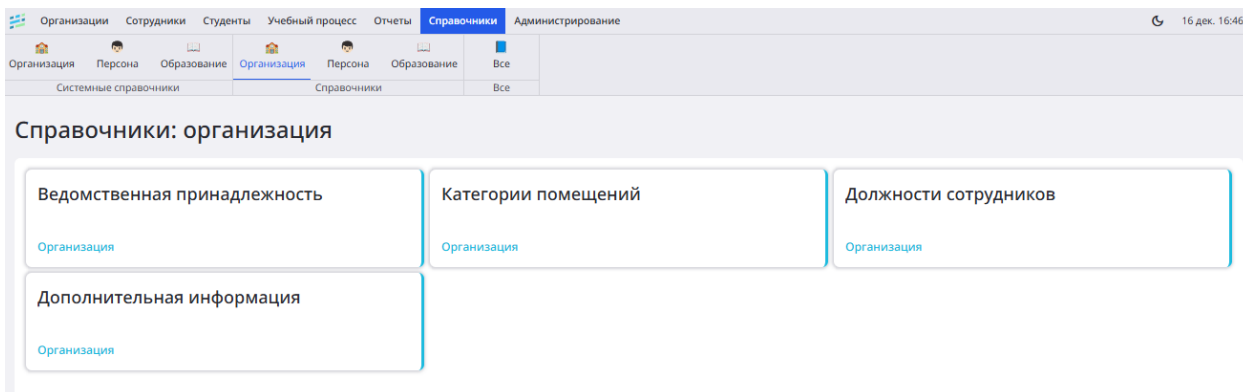 Организации Сотрудники Студенты Учебный процесс Отчеты Справочники Администрирование 16 дек. 16:46
Организация Персона Образование Организация Персона Образование Все
Системные справочники Справочники Все
Справочники: организация
Ведомственная принадлежность Категории помещений Должности сотрудников
Организация Организация Организация
Дополнительная информация
Организация